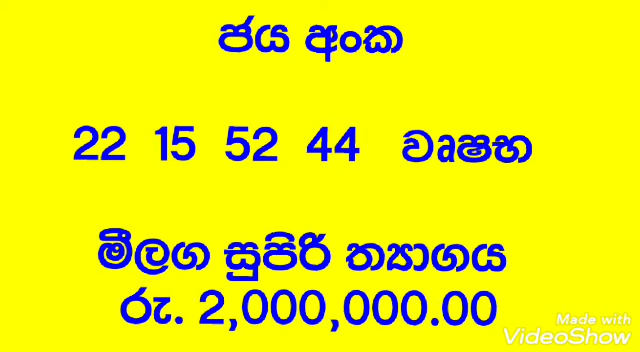 ජය අංක
22 15 52 44 වෘෂභ
මීලග සුපිරි ත්‍යාගය
රු. 2,000,000.00
Made with
VideoShow